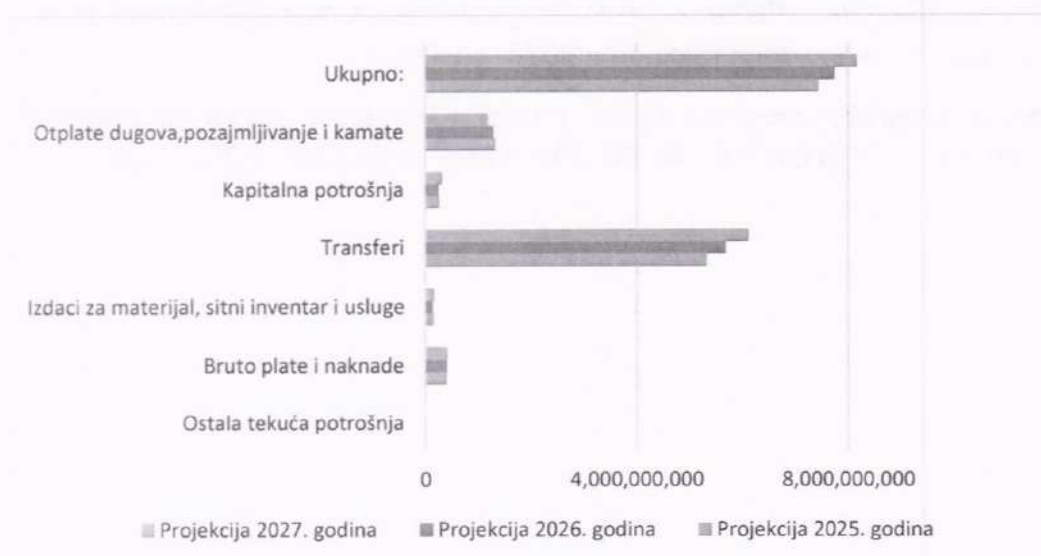 Ukupno:
Otplate dugova,pozajmljivanje i kamate
Kapitalna potrošnja
Transferi
Izdaci za materijal, sitni inventar i usluge
Bruto plate i naknade
Ostala tekuća potrošnja
0 4,000,000,000 8,000,000,000
Projekcija 2027. godina Projekcija 2026. godina Projekcija 2025. godina